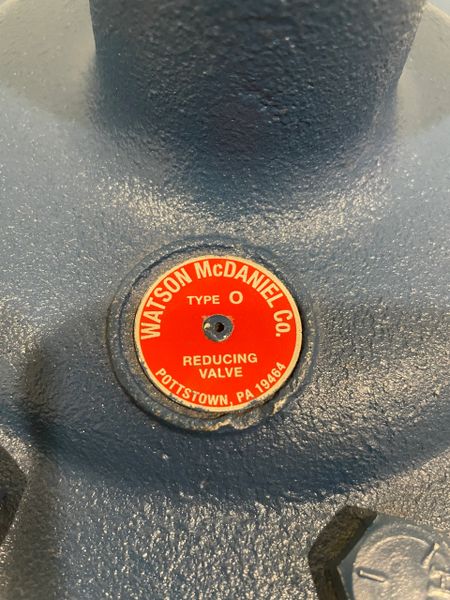 WATSON McDANIEL Co.
TYPE O
REDUCING
VALVE
POTTSTOWN, PA 19464